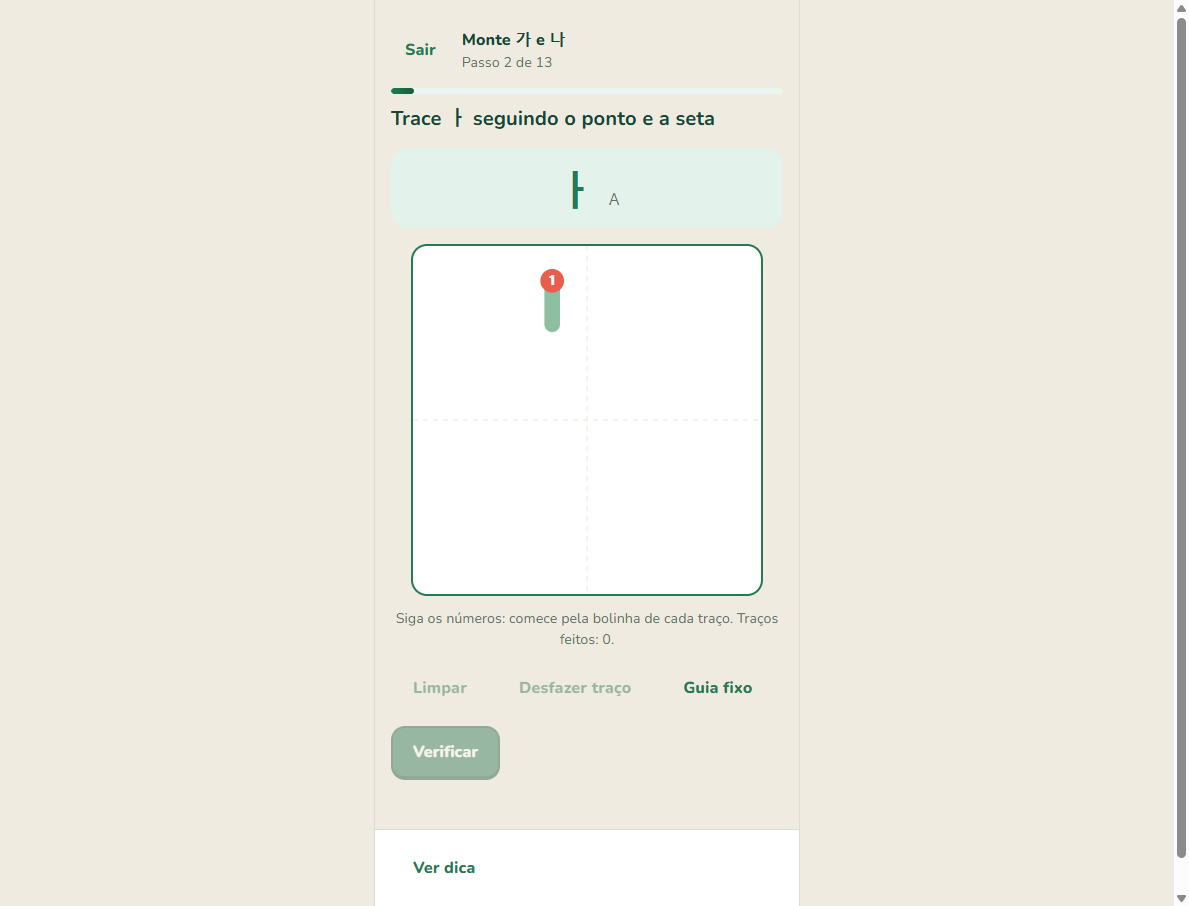 Sair
Monte 가 e 나
Passo 2 de 13
Trace ㅏ seguindo o ponto e a seta
ㅏ A
1
Siga os números: comece pela bolinha de cada traço. Traços
feitos: 0.
Limpar
Desfazer traço
Guia fixo
Verificar
Ver dica